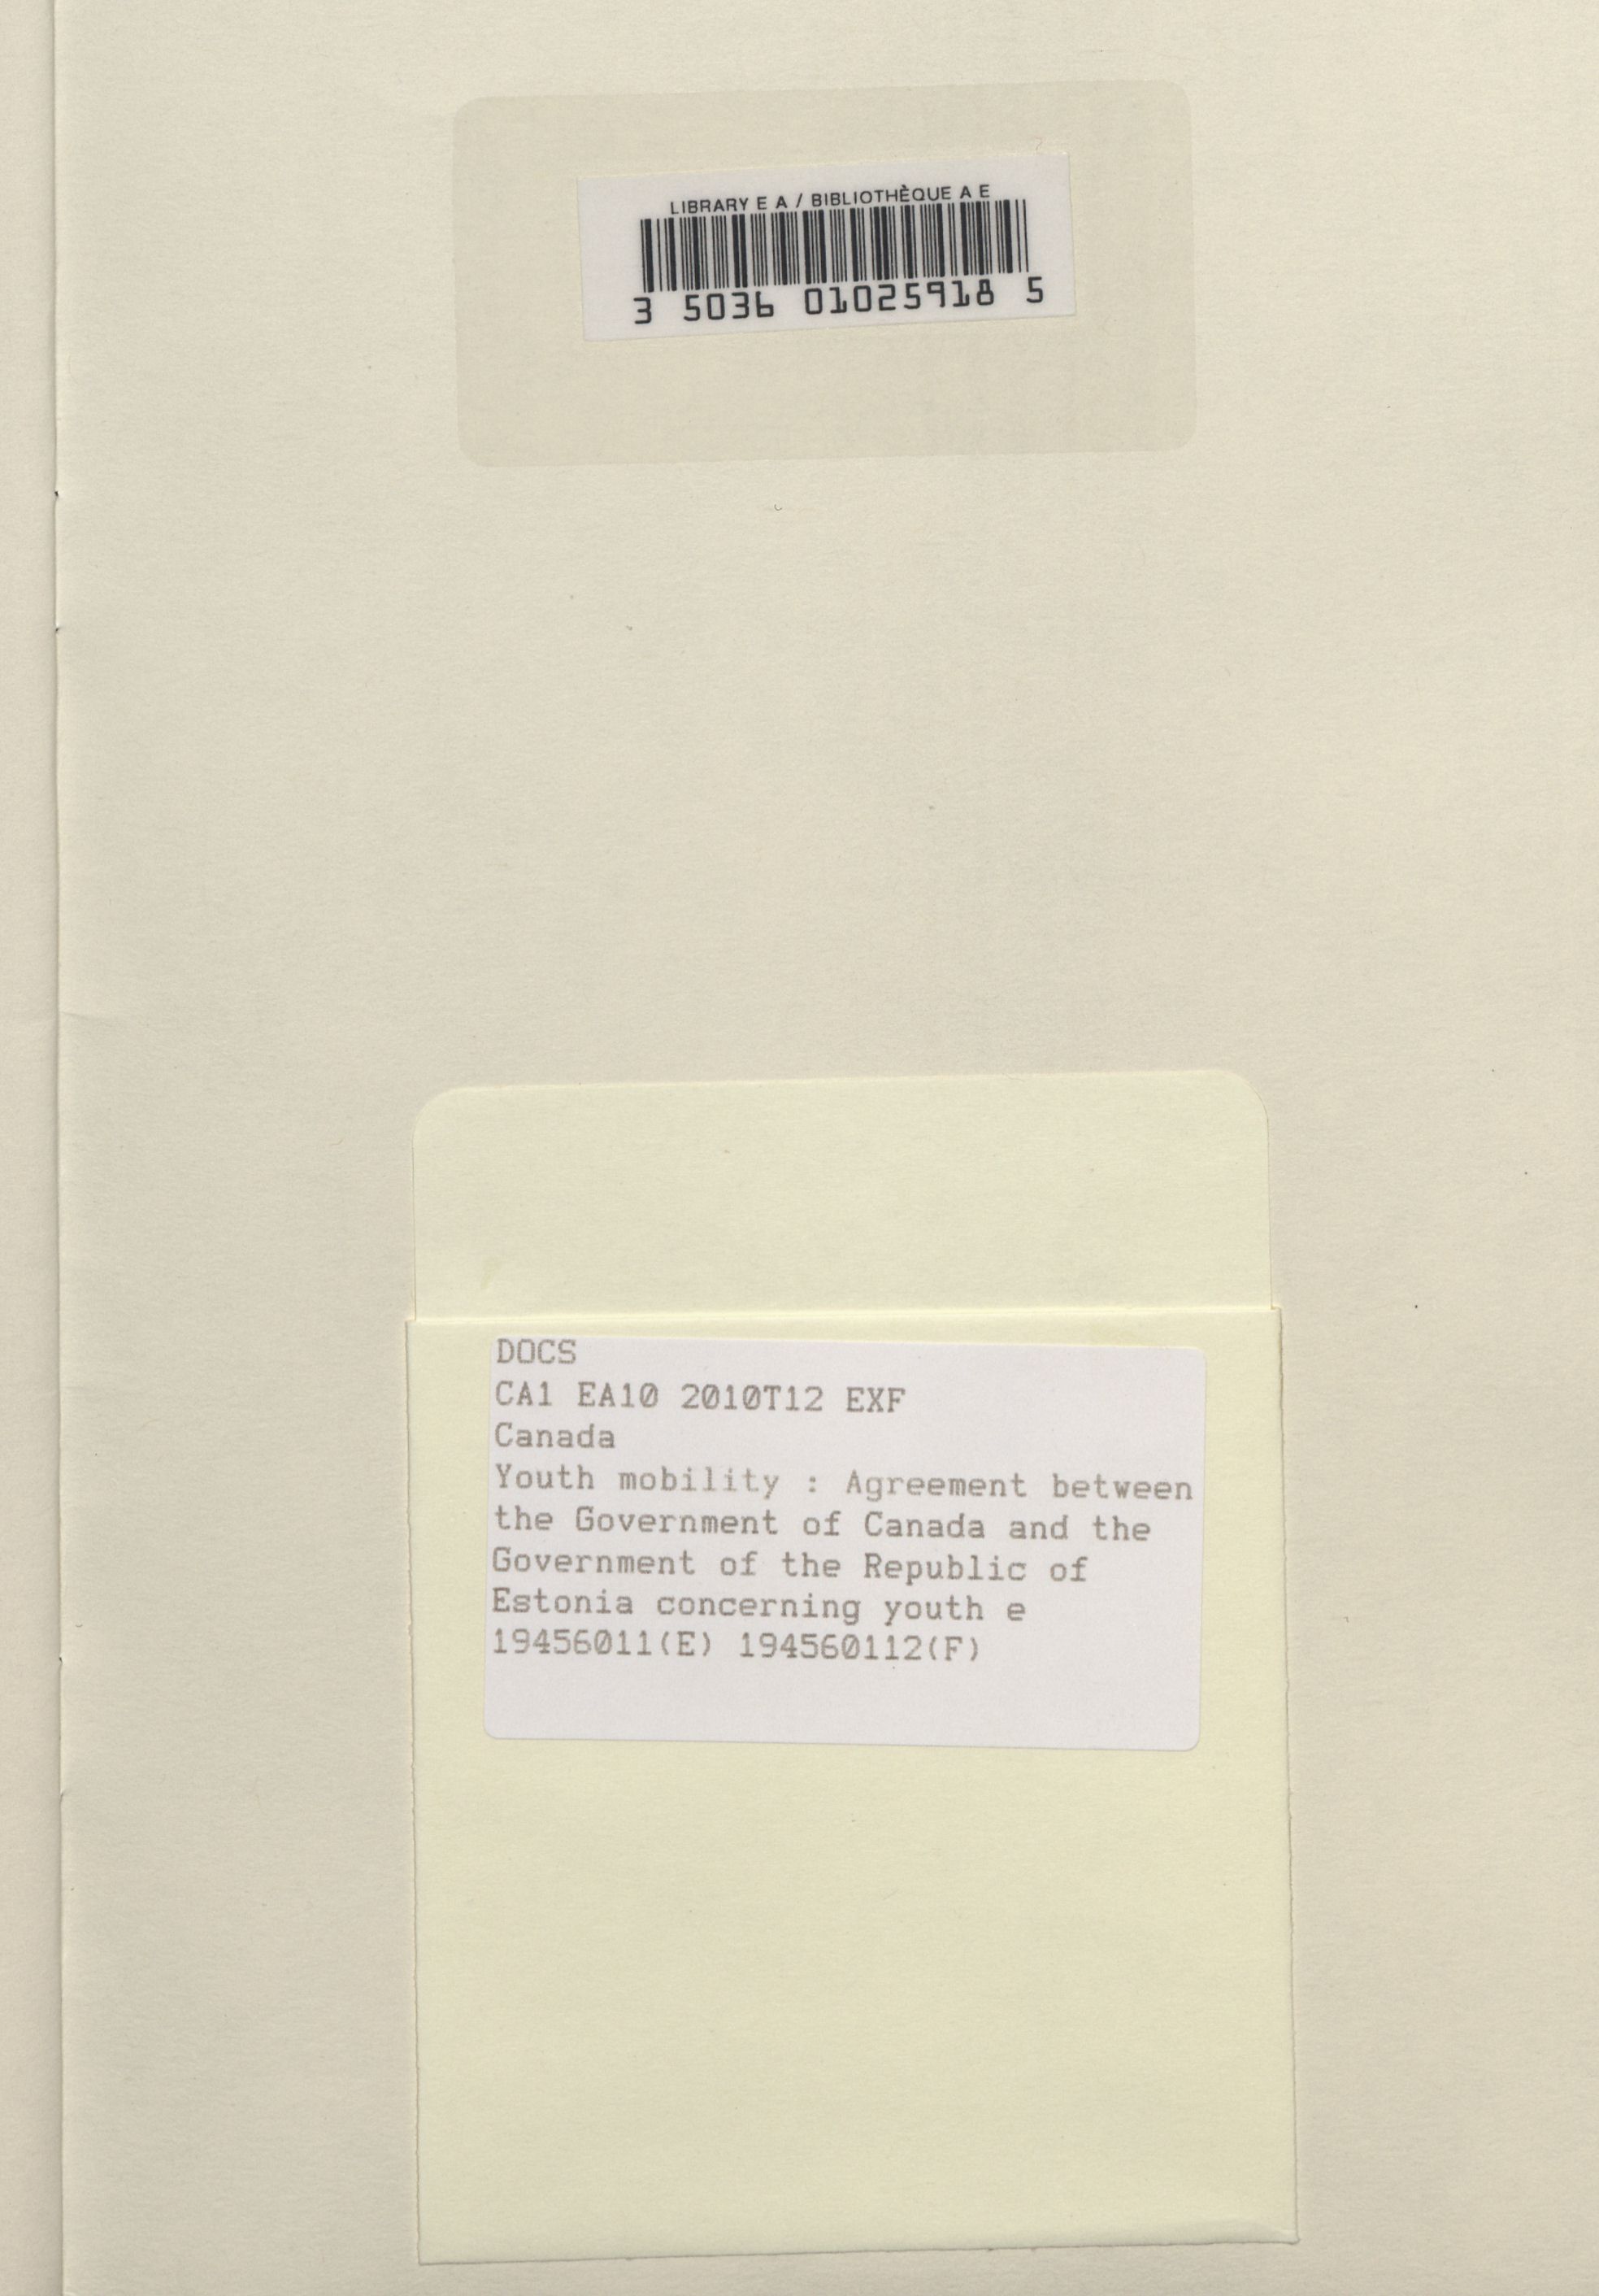 LIBRARY E A / BIBLIOTHÈQUE A E
3 5036 01025918 5
DOCS
CA1 EA10 2010T12 EXF
Canada
Youth mobility : Agreement between
the Government of Canada and the
Government of the Republic of
Estonia concerning youth e
19456011(E) 194560112(F)